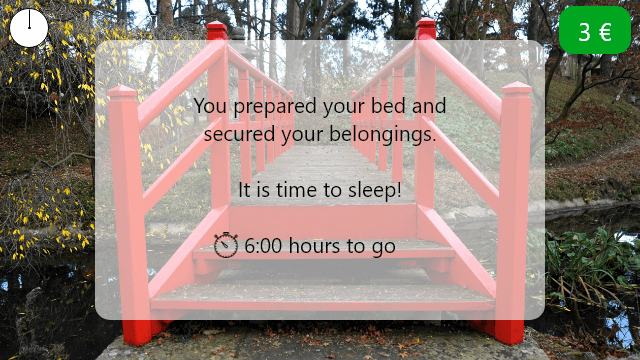 3 €
You prepared your bed and
secured your belongings.
It is time to sleep!
6:00 hours to go